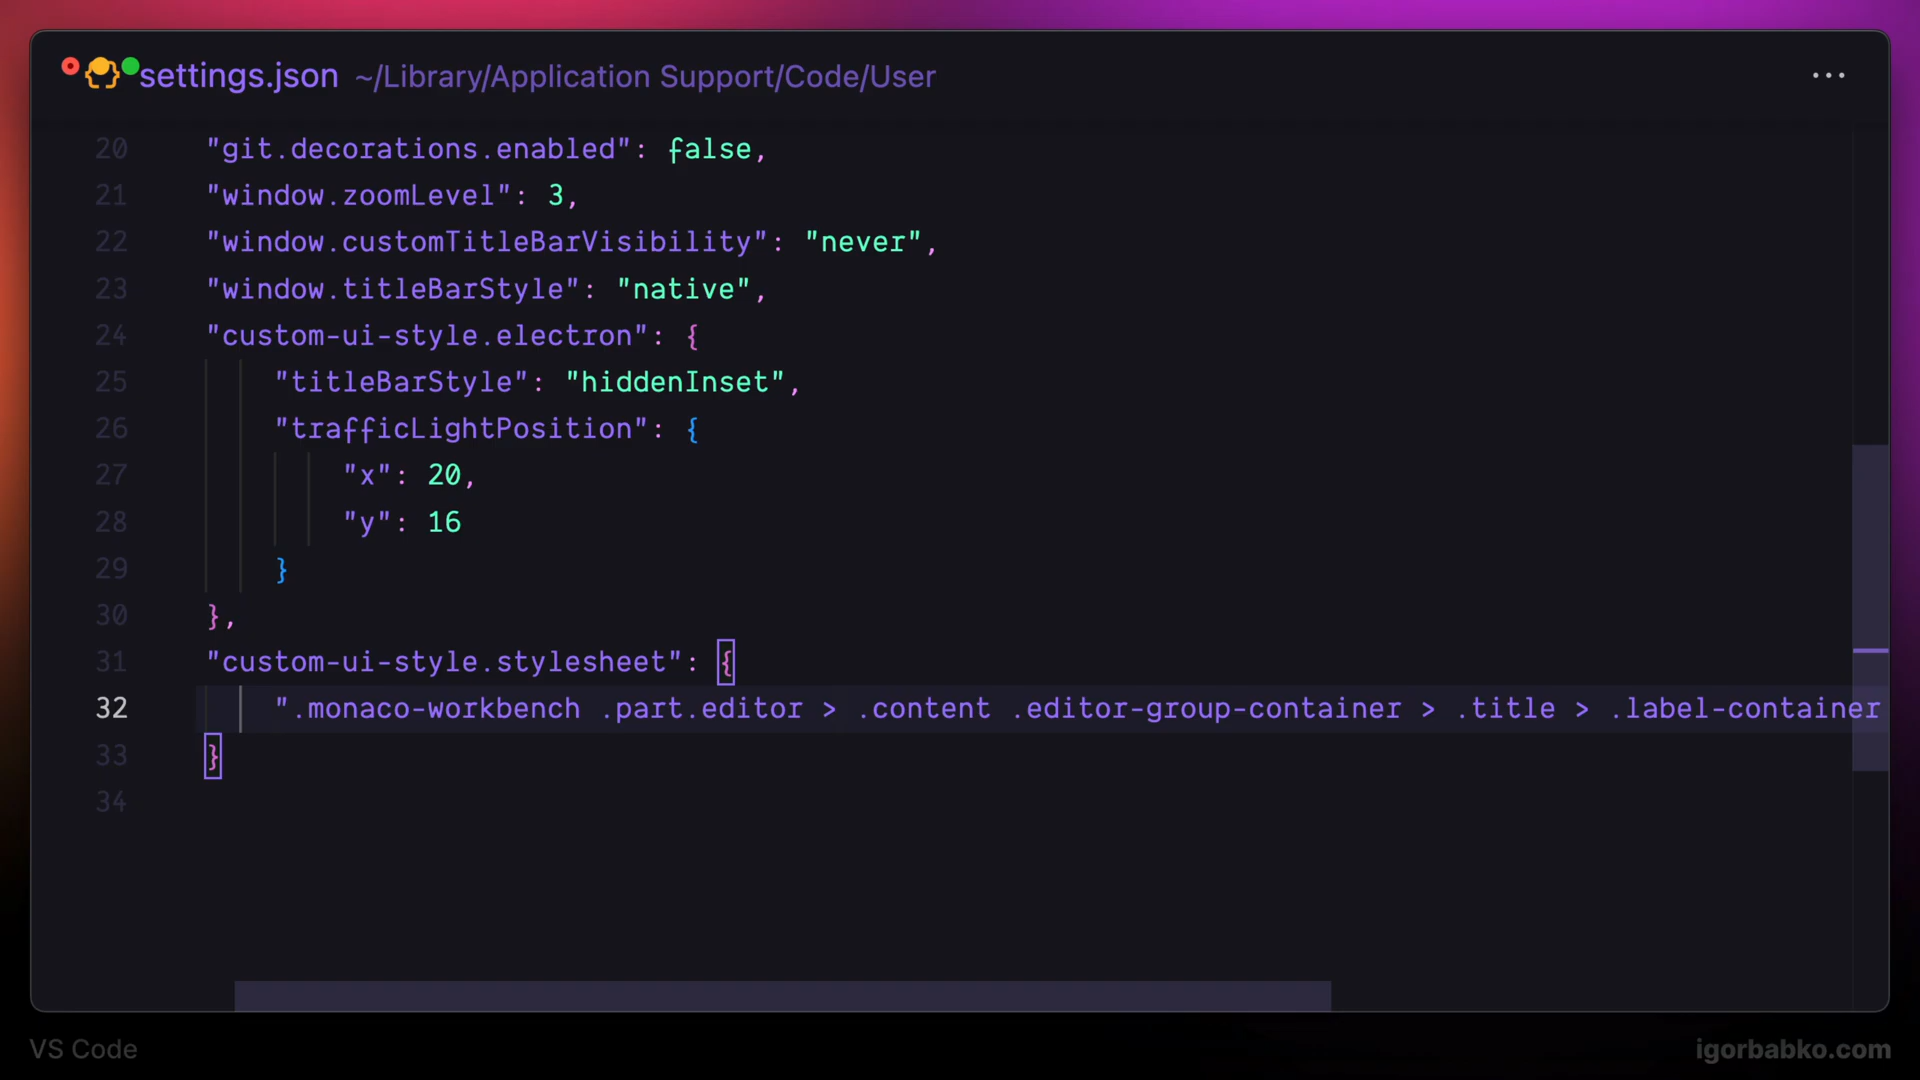 settings.json ~/Library/Application Support/Code/User ···
20 "git.decorations.enabled": false,
21 "window.zoomLevel": 3,
22 "window.customTitleBarVisibility": "never",
23 "window.titleBarStyle": "native",
24 "custom-ui-style.electron": {
25 "titleBarStyle": "hiddenInset",
26 "trafficLightPosition": {
27 "x": 20,
28 "y": 16
29 }
30 },
31 "custom-ui-style.stylesheet": {
32 ".monaco-workbench .part.editor > .content .editor-group-container > .title > .label-container
33 }
34
VS Code
igorbabko.com